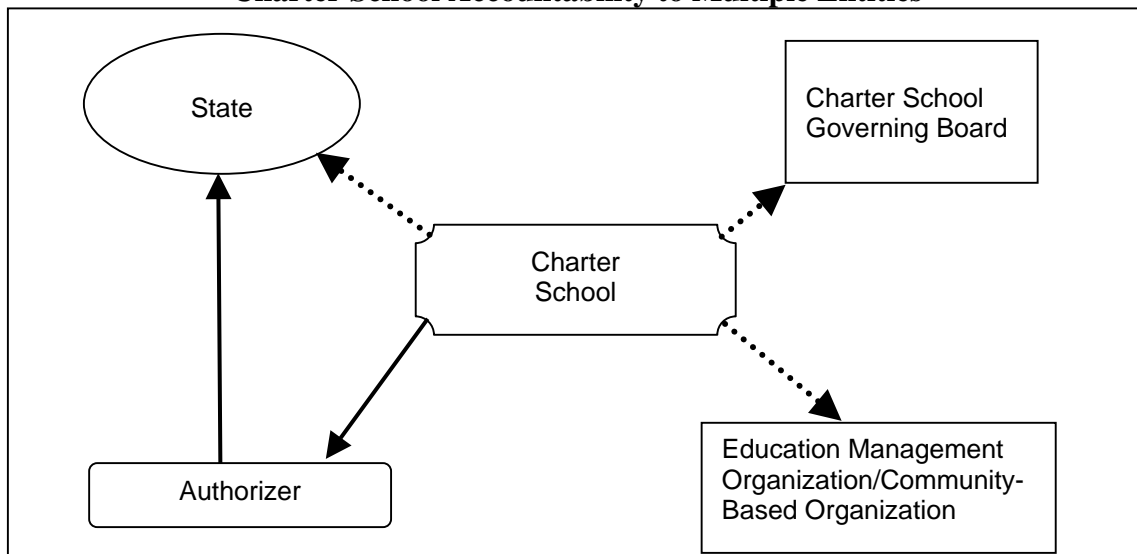 Charter School Accountability to Multiple Entities
State
Charter School
Governing Board
Charter
School
Authorizer
Education Management
Organization/Community-
Based Organization